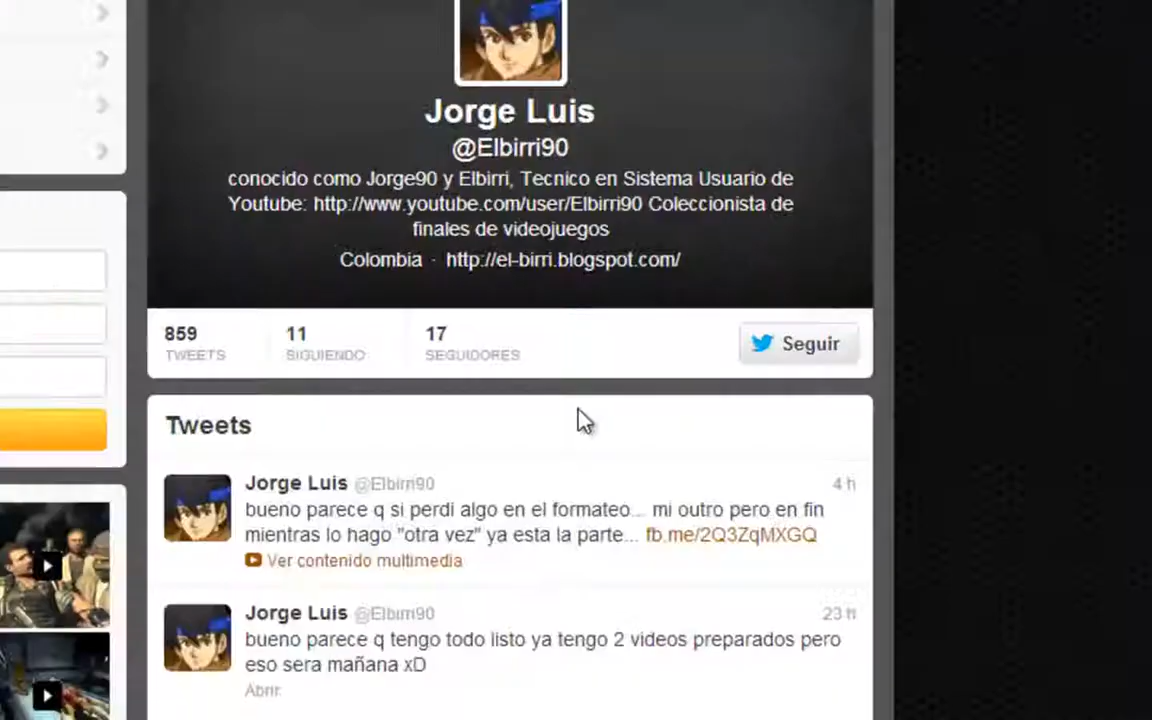 Jorge Luis
@Elbirri90
conocido como Jorge90 y Elbirri, Tecnico en Sistema Usuario de
Youtube: http://www.youtube.com/user/Elbirri90 Coleccionista de
finales de videojuegos
Colombia · http://el-birri.blogspot.com/
859
TWEETS
11
SIGUIENDO
17
SEGUIDORES
Seguir
Tweets
Jorge Luis @Elbirri90 4 h
bueno parece q si perdi algo en el formateo... mi outro pero en fin
mientras lo hago "otra vez" ya esta la parte... fb.me/2Q3ZqMXGQ
Ver contenido multimedia
Jorge Luis @Elbirri90 23 h
bueno parece q tengo todo listo ya tengo 2 videos preparados pero
eso sera mañana xD
Abrir